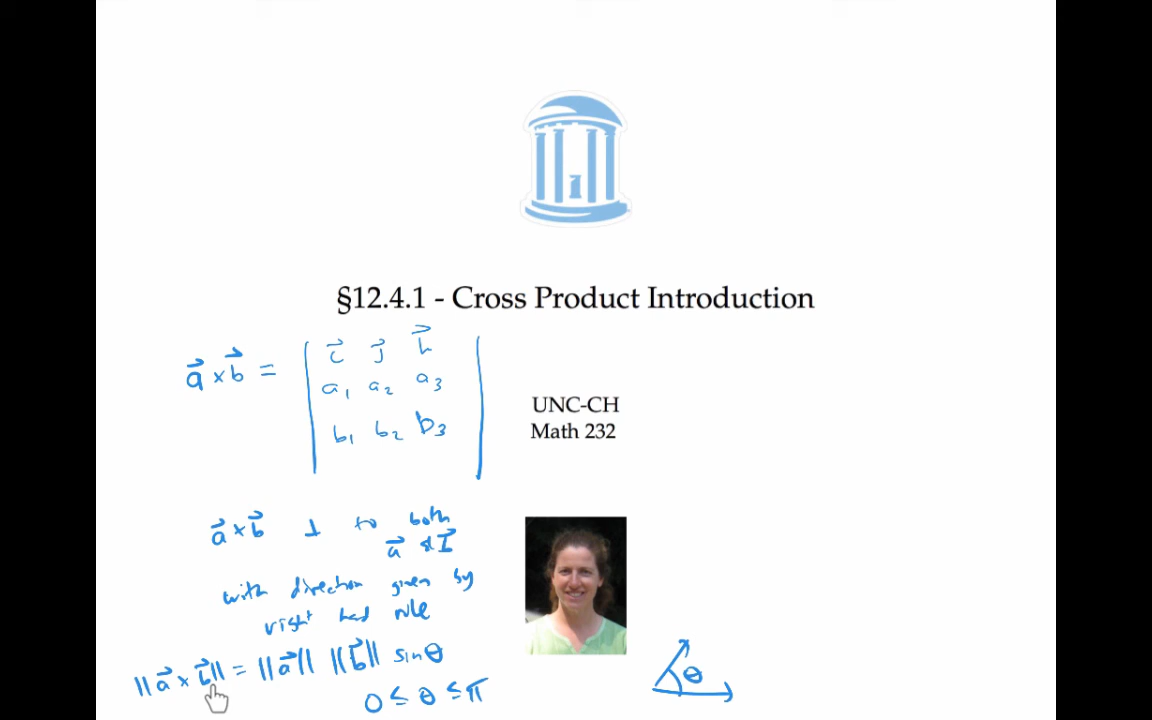 §12.4.1 - Cross Product Introduction
a⃗ × b⃗ = | i⃗ j⃗ k⃗ |
a₁ a₂ a₃
b₁ b₂ b₃
UNC-CH
Math 232
a⃗ × b⃗ ⊥ to both
a⃗ &
with direction given by
right had rule
||a⃗ × b⃗|| = ||a⃗|| ||b⃗|| sin θ
0 ≤ θ ≤ π
θ